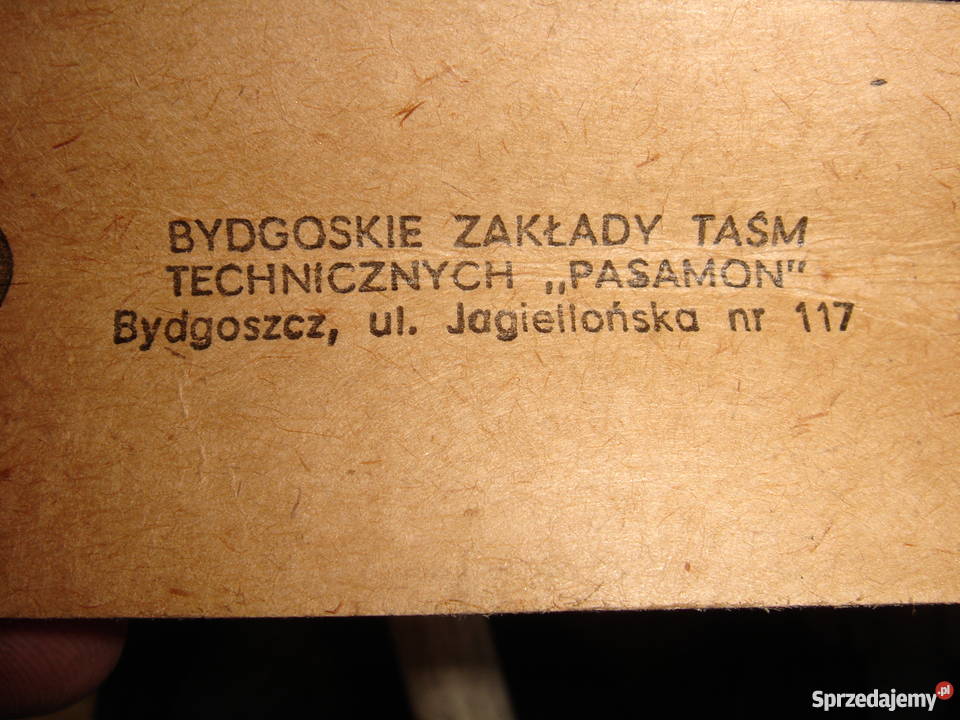 BYDGOSKIE ZAKŁADY TAŚM
TECHNICZNYCH „PASAMON”
Bydgoszcz, ul. Jagiellońska nr 117
Sprzedajemy.pl